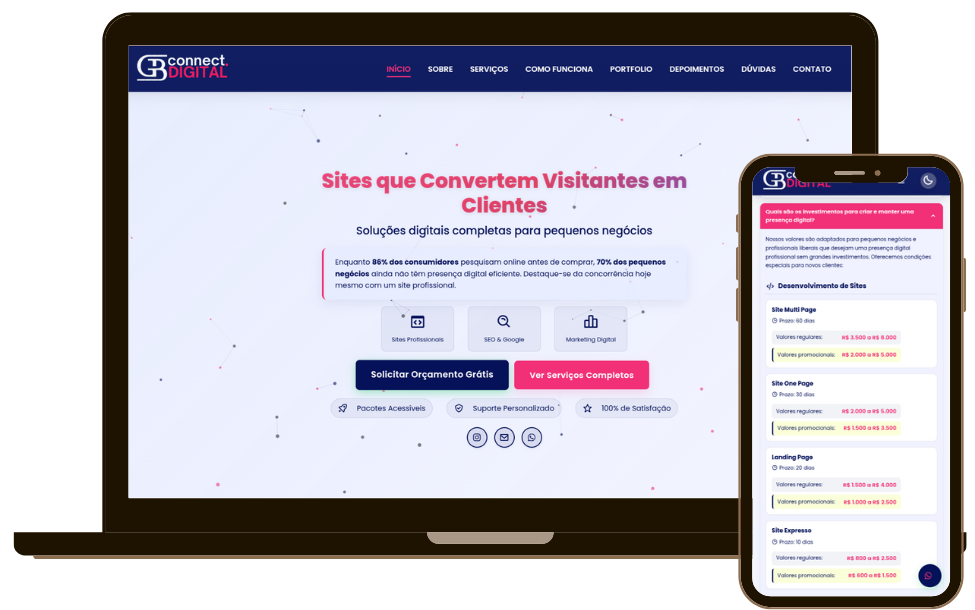 GB connect.
DIGITAL
INÍCIO SOBRE SERVIÇOS COMO FUNCIONA PORTFOLIO DEPOIMENTOS DÚVIDAS CONTATO
Sites que Convertem Visitantes em
Clientes
Soluções digitais completas para pequenos negócios
Enquanto 86% dos consumidores pesquisam online antes de comprar, 70% dos pequenos
negócios ainda não têm presença digital eficiente. Destaque-se da concorrência hoje
mesmo com um site profissional.
Sites Profissionais SEO & Google Marketing Digital
Solicitar Orçamento Grátis Ver Serviços Completos
Pacotes Acessíveis Suporte Personalizado 100% de Satisfação
GB
DIGITAL
Quais são os investimentos para criar e manter uma
presença digital?
Nossos valores são adaptados para pequenos negócios e
profissionais liberais que desejam uma presença digital
profissional sem grandes investimentos. Oferecemos condições
especiais para novos clientes:
Desenvolvimento de Sites
Site Multi Page
Prazo: 60 dias
Valores regulares: R$ 3.500 a R$ 8.000
Valores promocionais: R$ 2.000 a R$ 5.000
Site One Page
Prazo: 30 dias
Valores regulares: R$ 2.000 a R$ 5.000
Valores promocionais: R$ 1.500 a R$ 3.500
Landing Page
Prazo: 20 dias
Valores regulares: R$ 1.500 a R$ 4.000
Valores promocionais: R$ 1.000 a R$ 2.500
Site Expresso
Prazo: 10 dias
Valores regulares: R$ 800 a R$ 2.500
Valores promocionais: R$ 600 a R$ 1.500